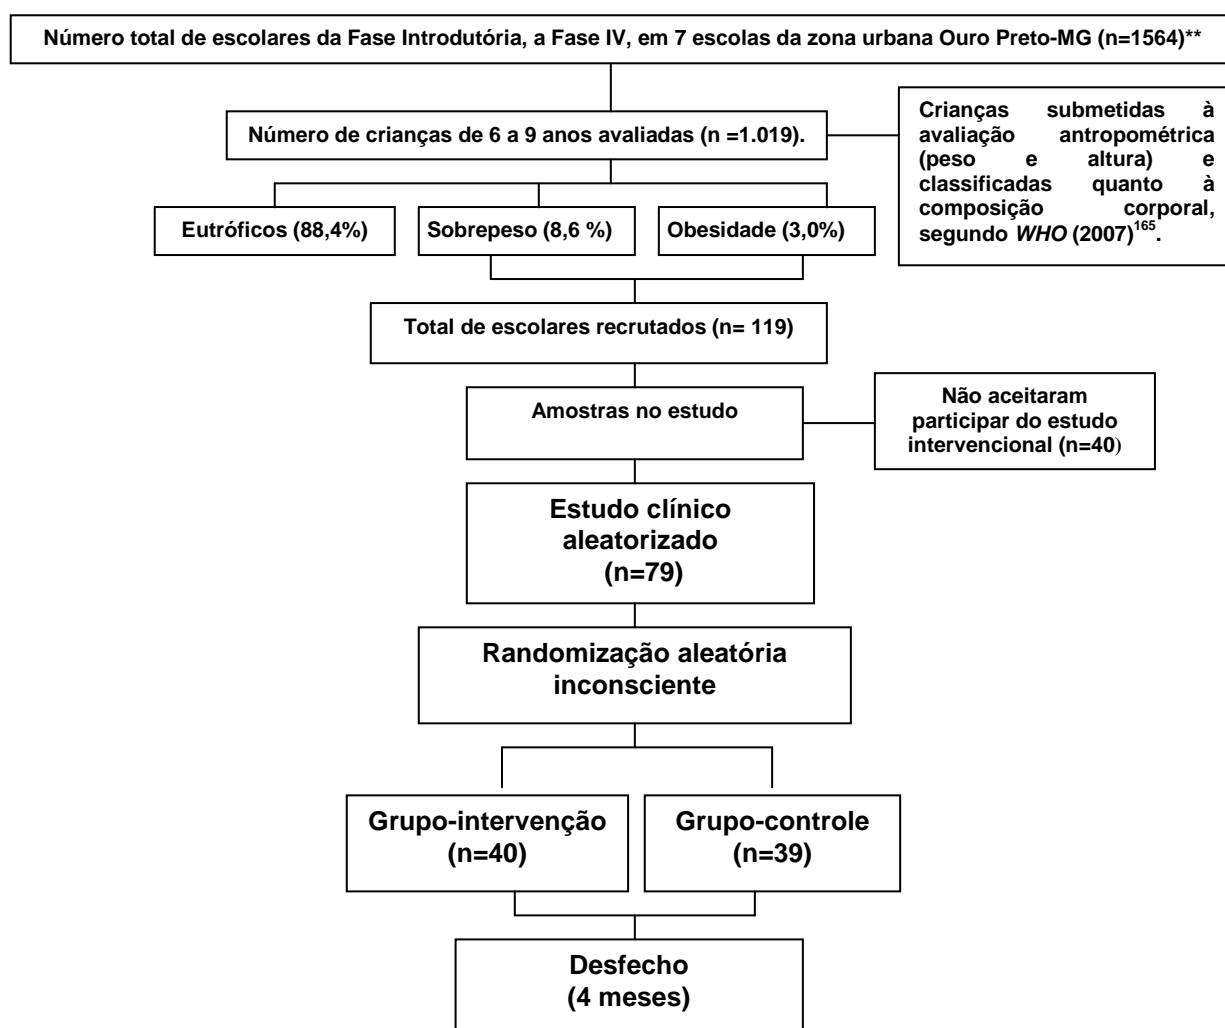 Número total de escolares da Fase Introdutória, a Fase IV, em 7 escolas da zona urbana Ouro Preto-MG (n=1564)**
Número de crianças de 6 a 9 anos avaliadas (n =1.019).
Crianças submetidas à
avaliação antropométrica
(peso e altura) e
classificadas quanto à
composição corporal,
segundo WHO (2007)165.
Eutróficos (88,4%)
Sobrepeso (8,6 %)
Obesidade (3,0%)
Total de escolares recrutados (n= 119)
Amostras no estudo
Não aceitaram
participar do estudo
intervencional (n=40)
Estudo clínico
aleatorizado
(n=79)
Randomização aleatória
inconsciente
Grupo-intervenção
(n=40)
Grupo-controle
(n=39)
Desfecho
(4 meses)